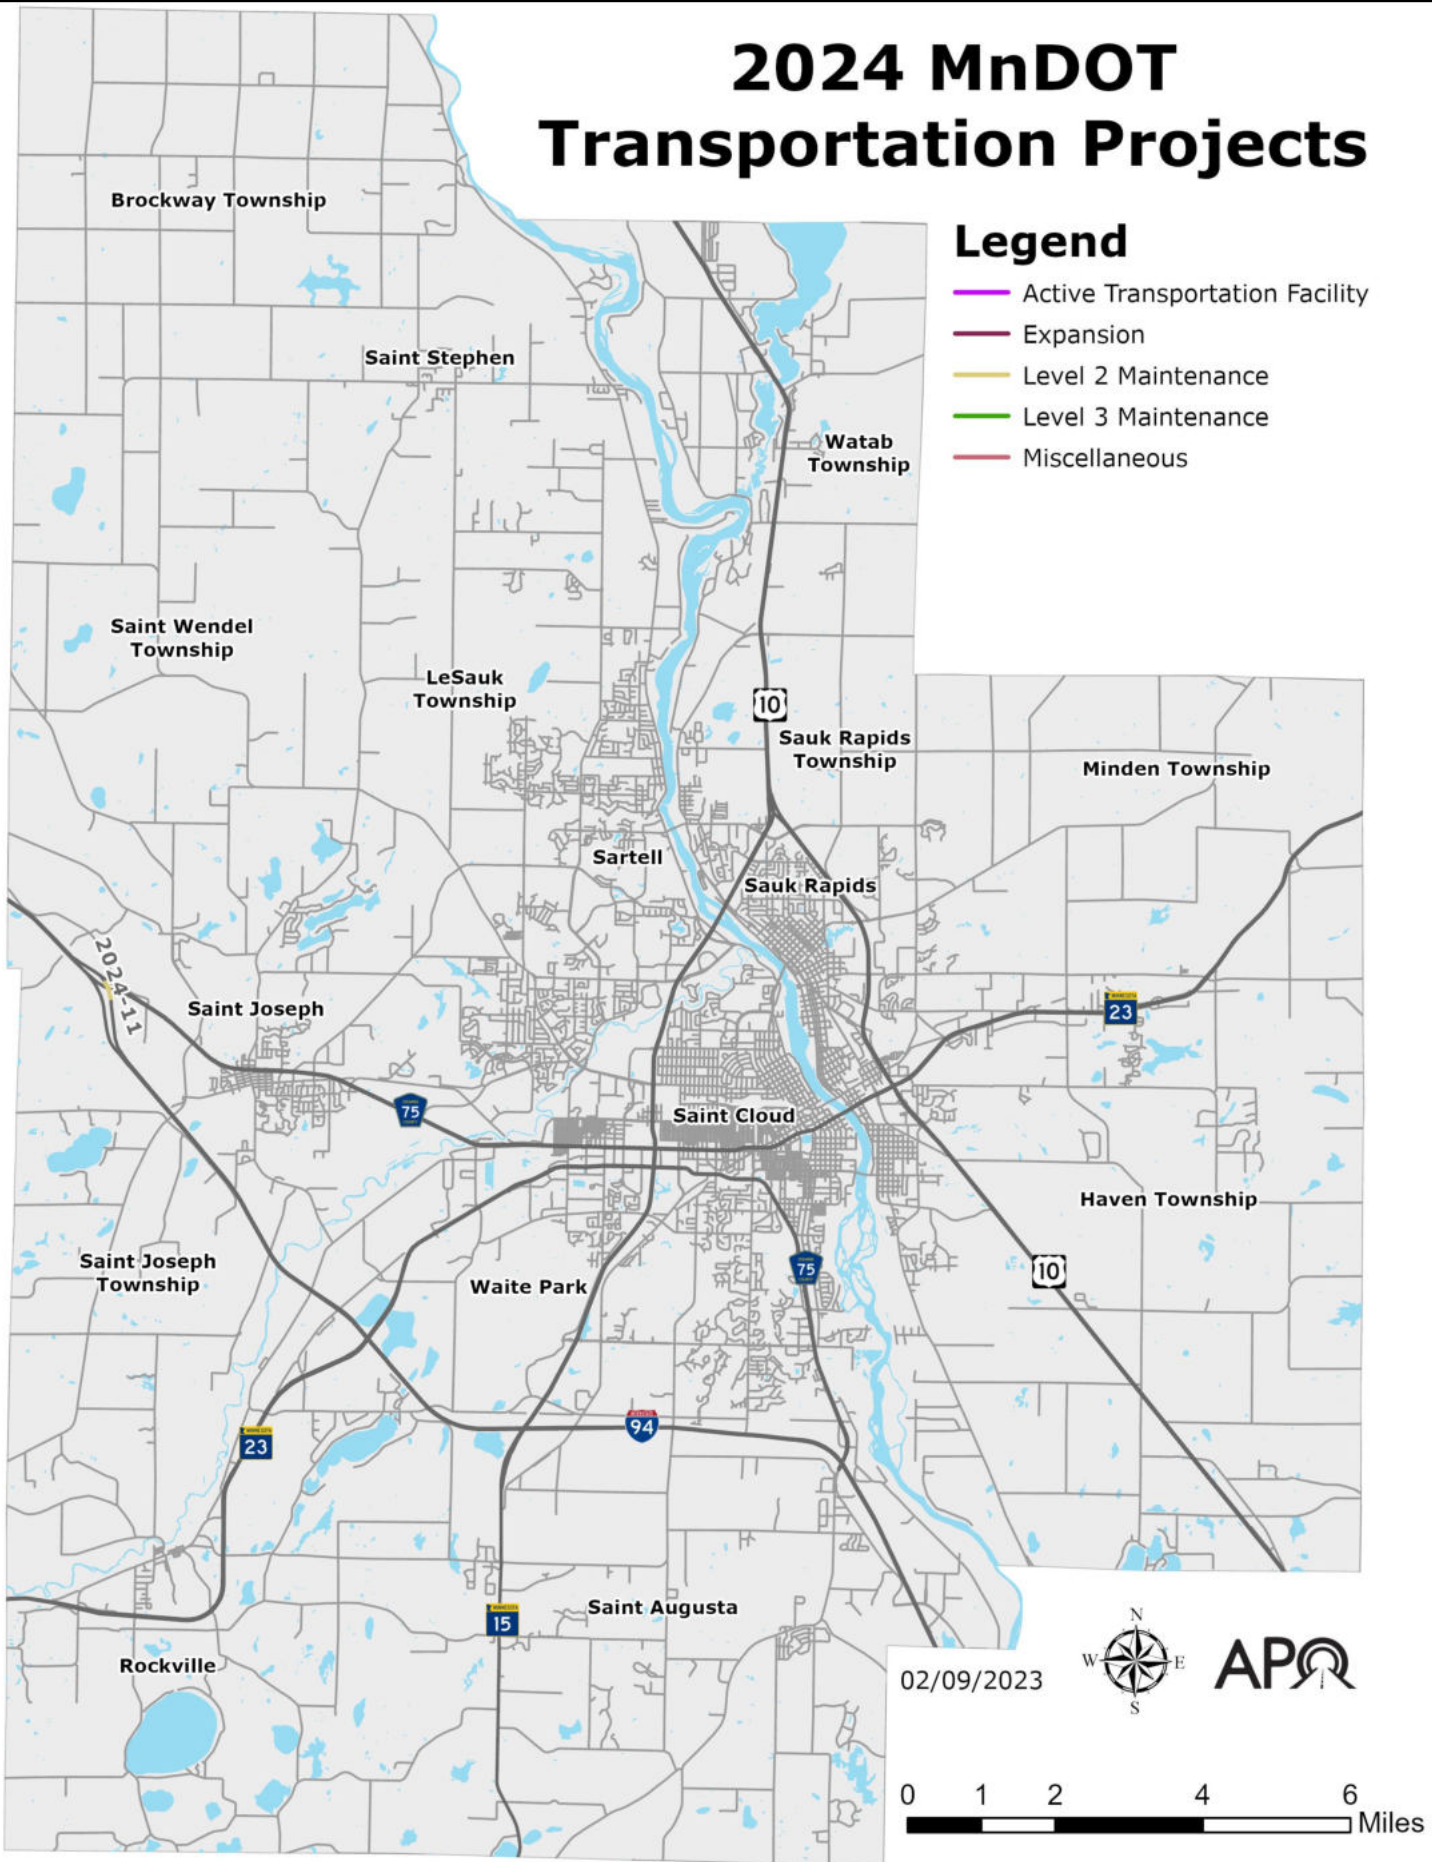 2024 MnDOT
Transportation Projects
Legend
Active Transportation Facility
Expansion
Level 2 Maintenance
Level 3 Maintenance
Miscellaneous
Brockway Township
Saint Stephen
Watab
Township
Saint Wendel
Township
LeSauk
Township
10
Sauk Rapids
Township
Minden Township
Sartell
Sauk Rapids
2024-11
Saint Joseph
MINNESOTA
23
75
Saint Cloud
Haven Township
Saint Joseph
Township
Waite Park
75
10
MINNESOTA
23
94
MINNESOTA
15
Saint Augusta
Rockville
02/09/2023
N
W
E
S
APO
0 1 2 4 6
Miles